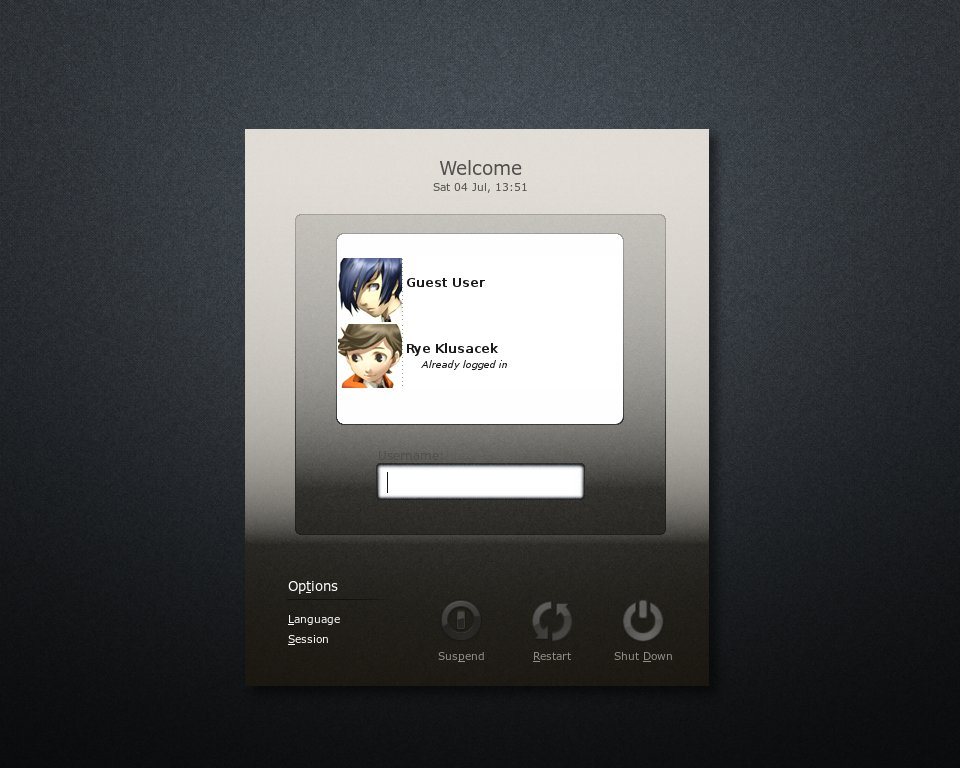 Welcome
Sat 04 Jul, 13:51
Guest User
Rye Klusacek
Already logged in
Username:
Options
Language
Session
Suspend
Restart
Shut Down